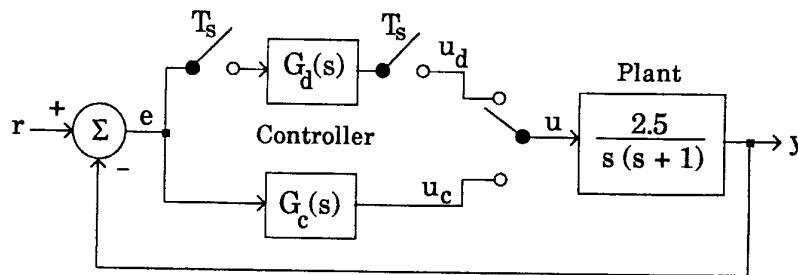 T_s
T_s
G_d(s)
u_d
Plant
r
+
Σ
e
-
Controller
u
2.5
s (s + 1)
y
G_c(s)
u_c